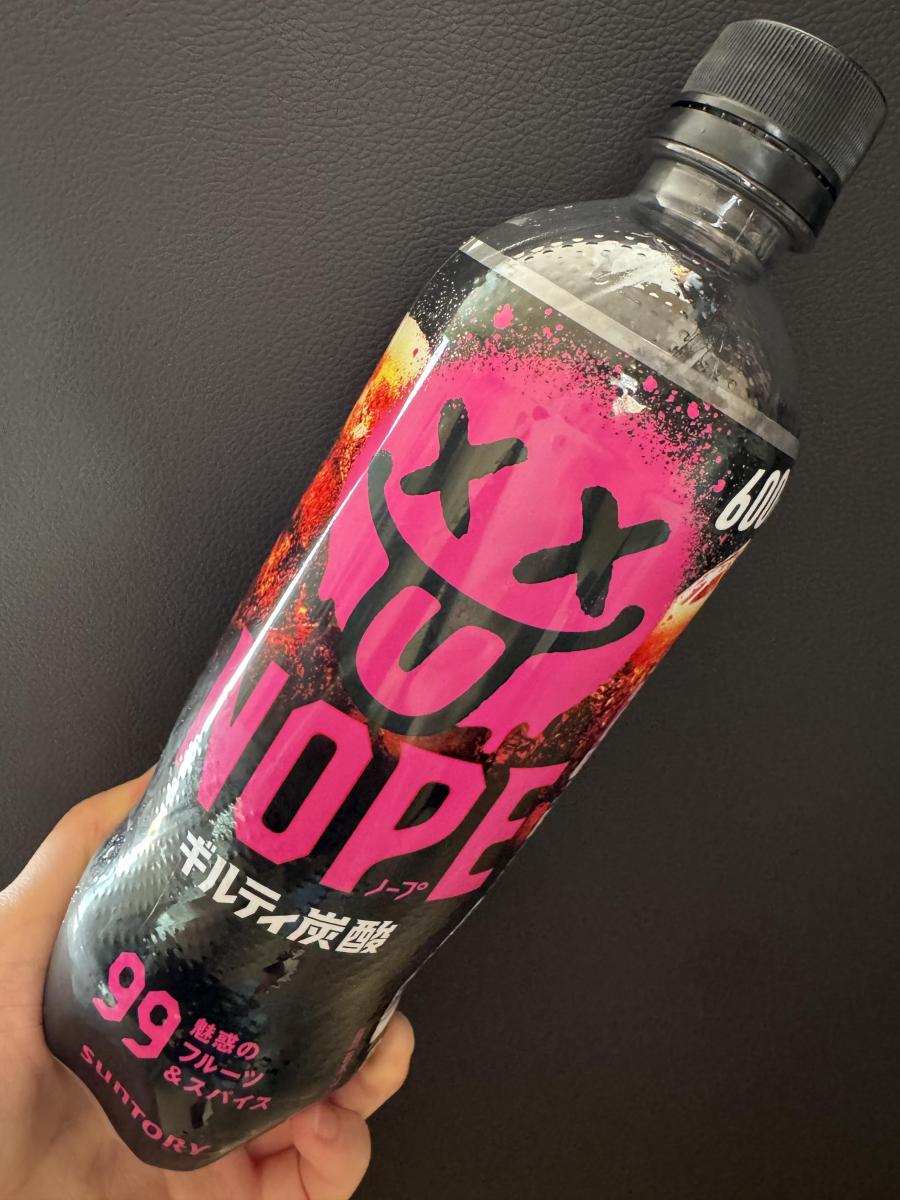 600
NOPE
ノープ
ギルティ炭酸
99
魅惑の
フルーツ
&スパイス
SUNTORY